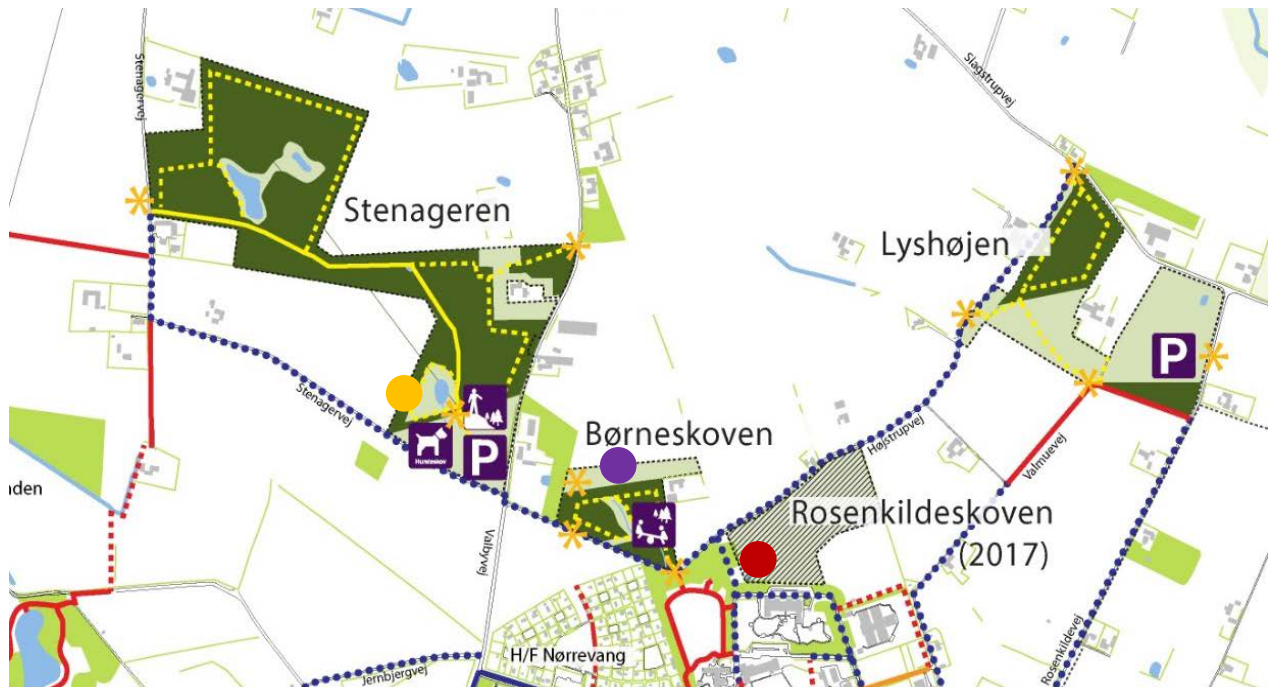 Stenagervej
Slagstrupvej
Stenageren
Lyshøjen
P
Stenagervej
Børneskoven
Højstrupvej
Valmuevej
HUNDESKOV
P
nden
Rosenkildeskoven
(2017)
Valbyvej
H/F Nørrevang
Jernbjergvej
Rosenkildevej